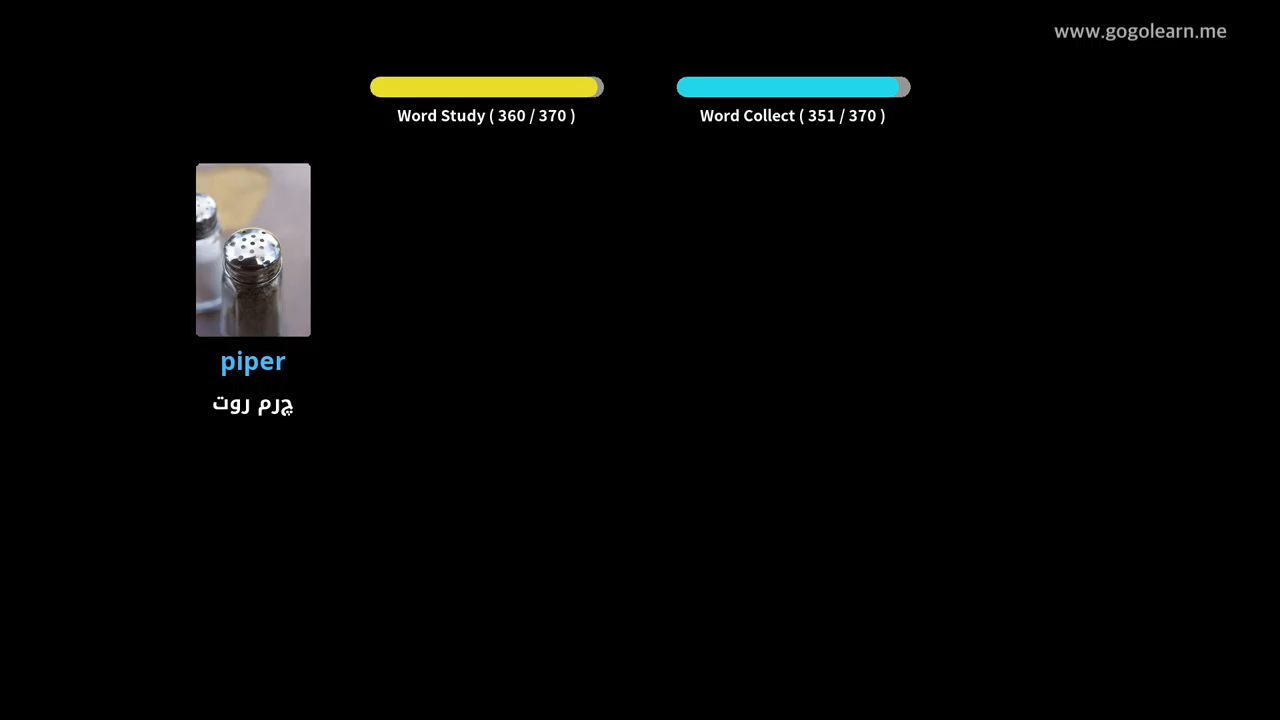 www.gogolearn.me
Word Study ( 360 / 370 )
Word Collect ( 351 / 370 )
piper
چرم روت